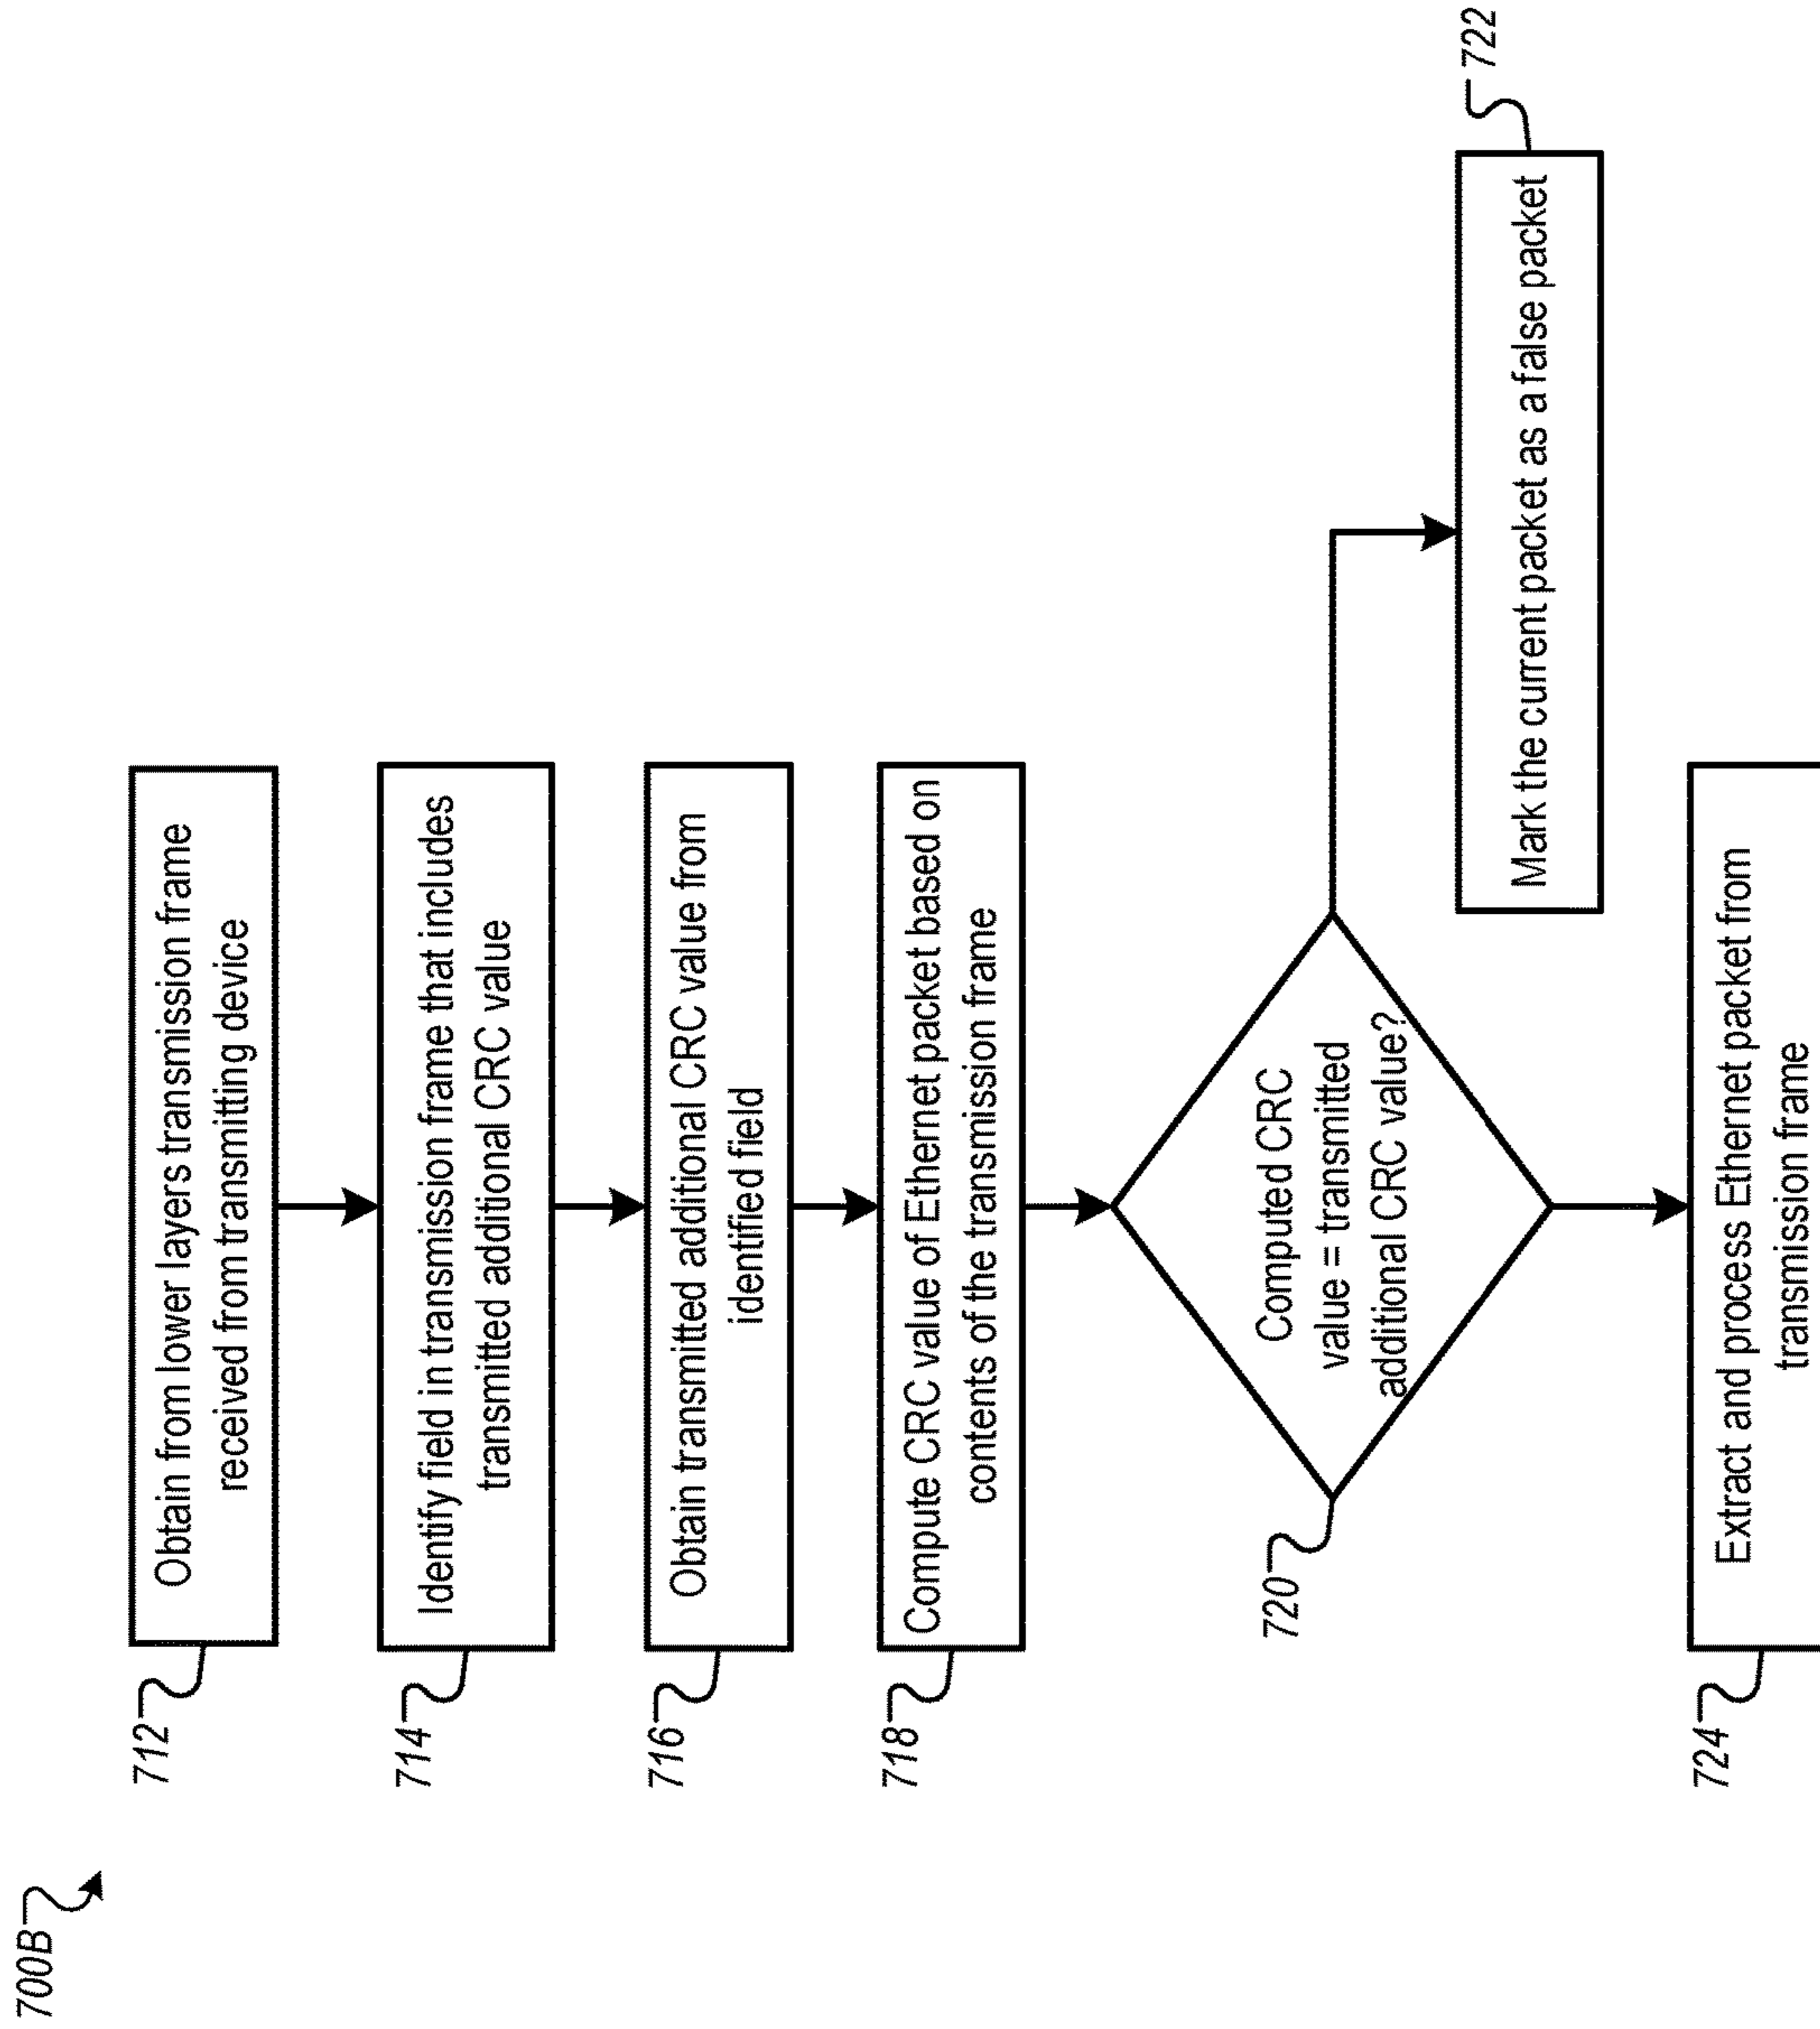 700B
712
Obtain from lower layers transmission frame
received from transmitting device
714
Identify field in transmission frame that includes
transmitted additional CRC value
716
Obtain transmitted additional CRC value from
identified field
718
Compute CRC value of Ethernet packet based on
contents of the transmission frame
720
Computed CRC
value = transmitted
additional CRC value?
722
Mark the current packet as a false packet
724
Extract and process Ethernet packet from
transmission frame